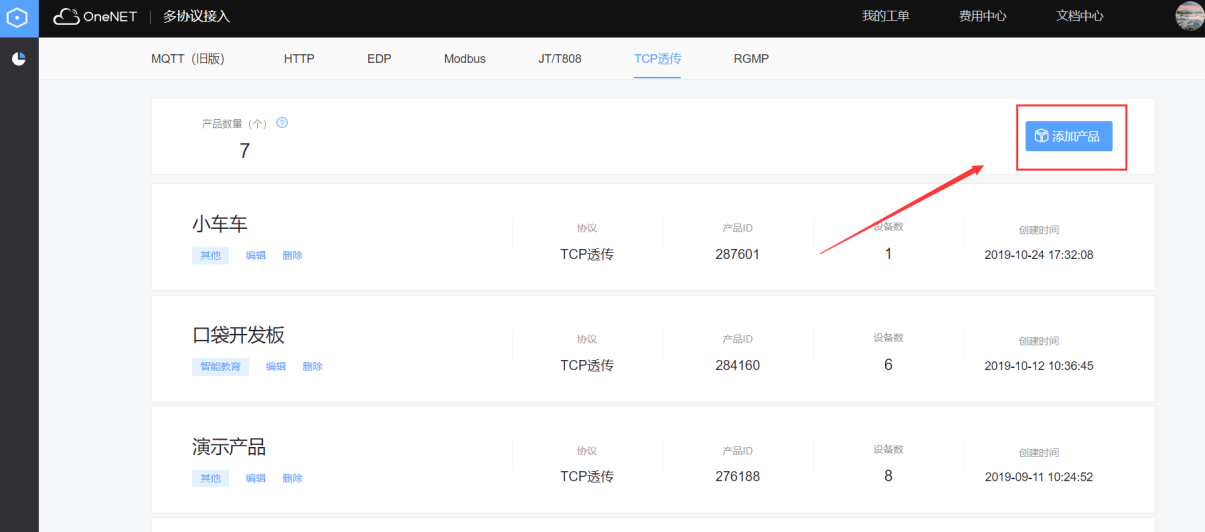 OneNET 多协议接入 我的工单 费用中心 文档中心
MQTT（旧版） HTTP EDP Modbus JT/T808 TCP透传 RGMP
产品数量（个） ?
7
添加产品
小车车
其他 编辑 删除
协议
TCP透传
产品ID
287601
设备数
1
创建时间
2019-10-24 17:32:08
口袋开发板
智能教育 编辑 删除
协议
TCP透传
产品ID
284160
设备数
6
创建时间
2019-10-12 10:36:45
演示产品
其他 编辑 删除
协议
TCP透传
产品ID
276188
设备数
8
创建时间
2019-09-11 10:24:52